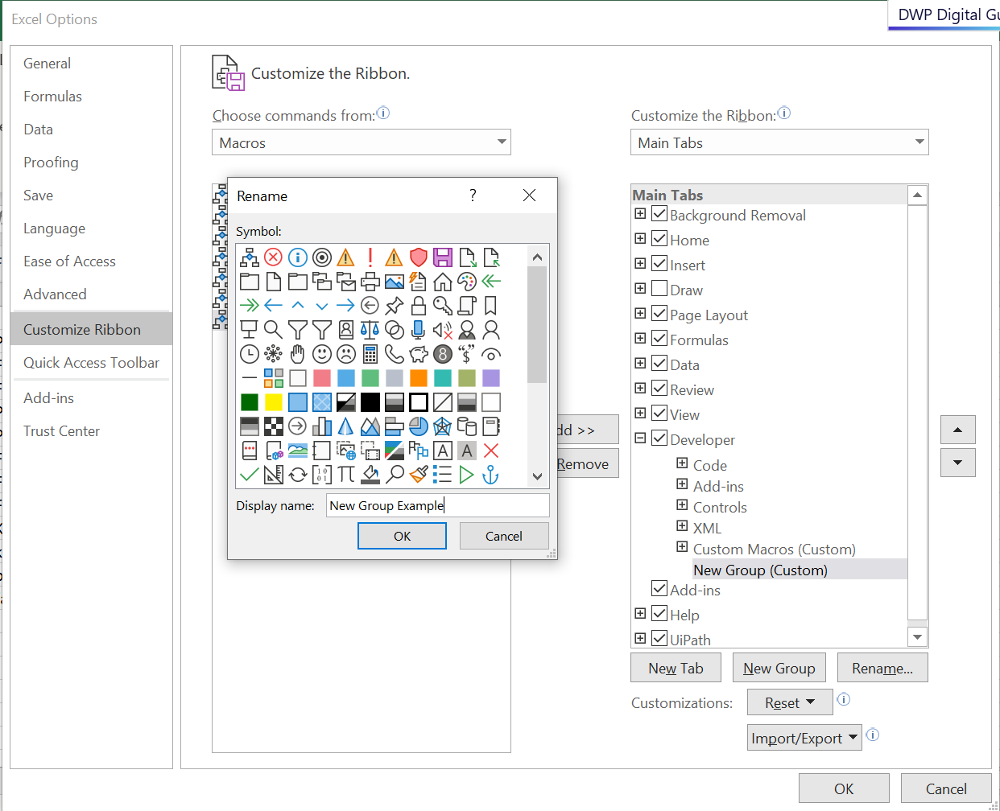 Excel Options
DWP Digital Gu
General
Formulas
Data
Proofing
Save
Language
Ease of Access
Advanced
Customize Ribbon
Quick Access Toolbar
Add-ins
Trust Center
Customize the Ribbon.
Choose commands from:
Macros
Customize the Ribbon:
Main Tabs
Rename
?
Symbol:
Display name:
New Group Example
OK
Cancel
dd >>
Remove
Main Tabs
Background Removal
Home
Insert
Draw
Page Layout
Formulas
Data
Review
View
Developer
Code
Add-ins
Controls
XML
Custom Macros (Custom)
New Group (Custom)
Add-ins
Help
UiPath
New Tab
New Group
Rename...
Customizations:
Reset
Import/Export
OK
Cancel